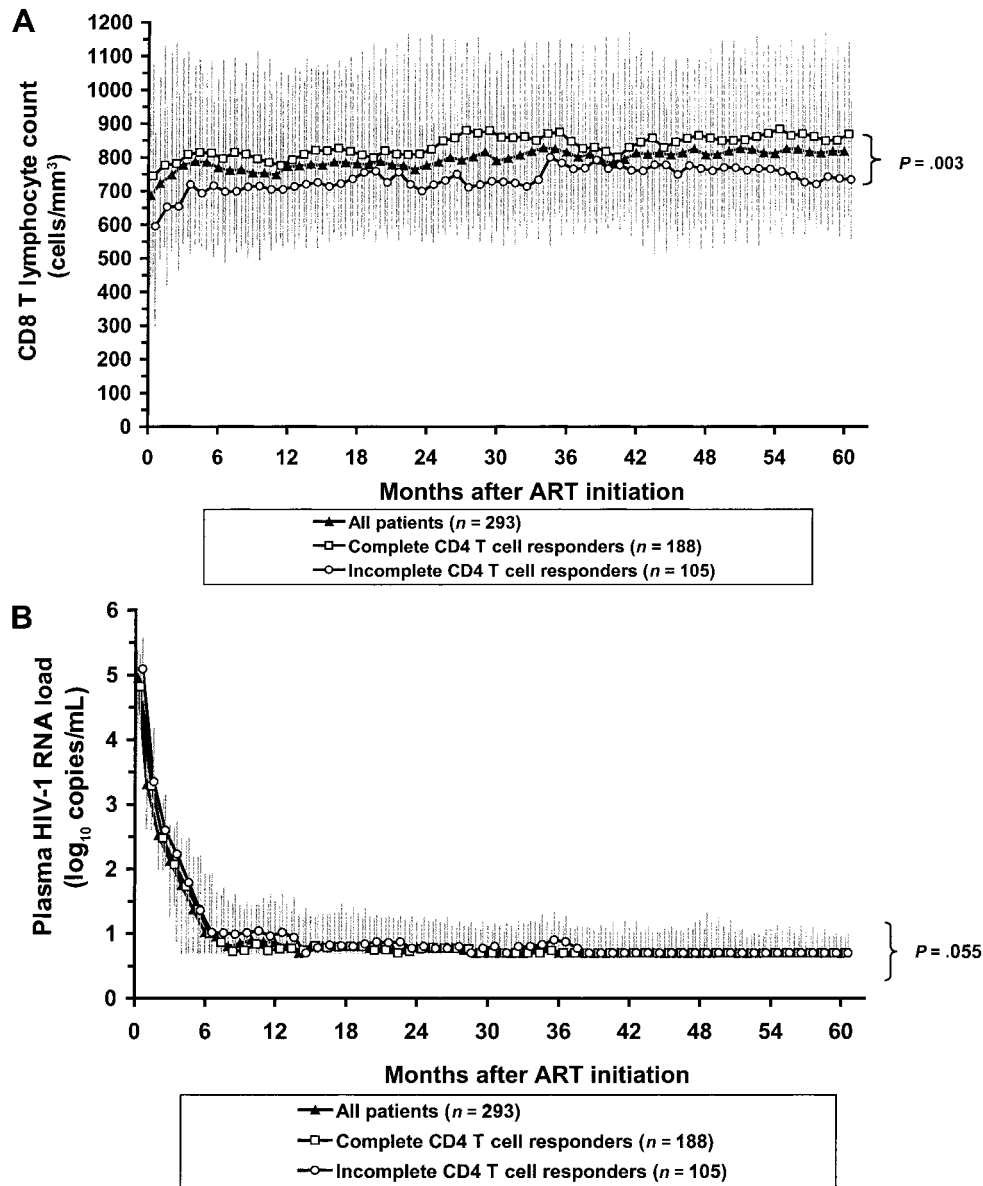 A
1200
1100
1000
900
800
700
600
500
400
300
200
100
0
CD8 T lymphocyte count
(cells/mm³)
P = .003
0 6 12 18 24 30 36 42 48 54 60
Months after ART initiation
All patients (n = 293)
Complete CD4 T cell responders (n = 188)
Incomplete CD4 T cell responders (n = 105)
B
6
5
4
3
2
1
0
Plasma HIV-1 RNA load
(log₁₀ copies/mL)
P = .055
0 6 12 18 24 30 36 42 48 54 60
Months after ART initiation
All patients (n = 293)
Complete CD4 T cell responders (n = 188)
Incomplete CD4 T cell responders (n = 105)